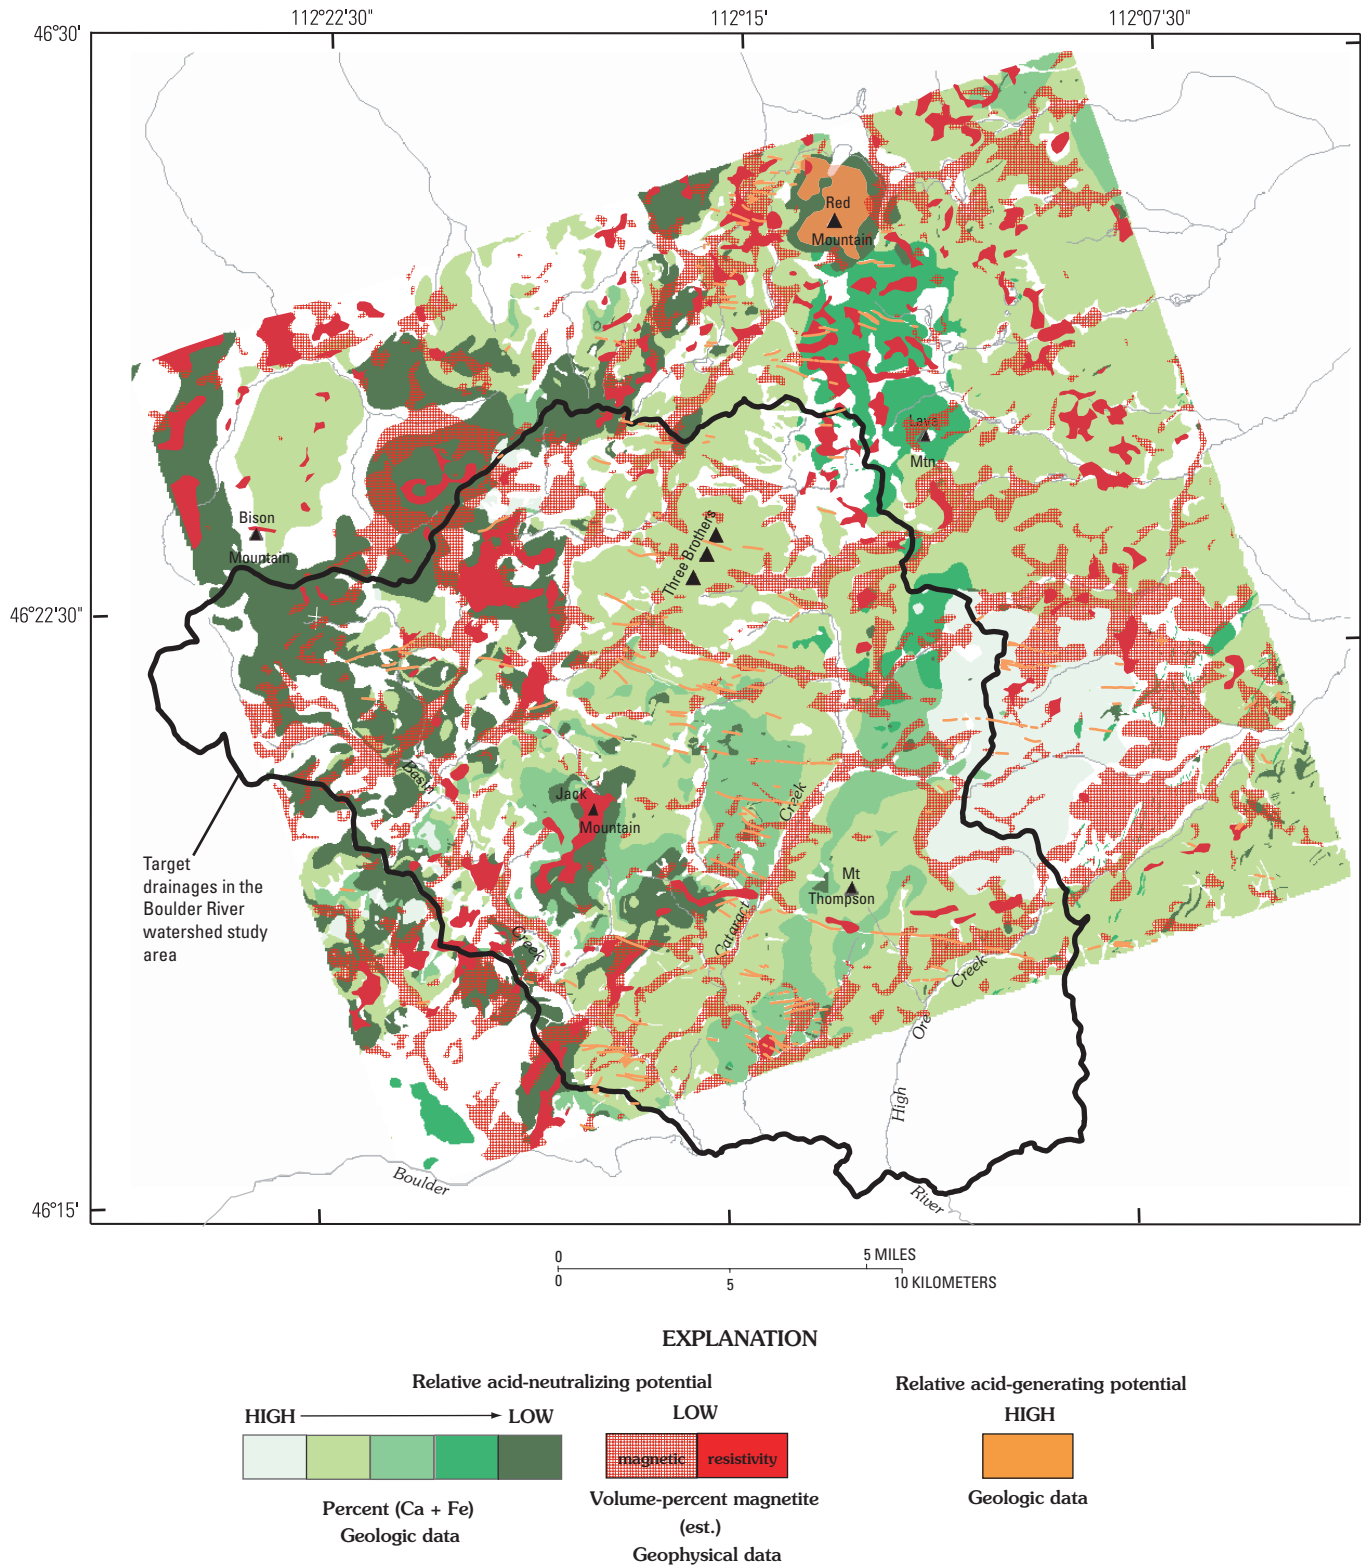 112°22'30"
112°15'
112°07'30"
46°30'
Red
Mountain
Lava
Mtn
Bison
Mountain
Three Brothers
46°22'30"
Basin
Jack
Mountain
Creek
Target
drainages in the
Boulder River
watershed study
area
Mt
Thompson
Cataract
Creek
Creek
Ore
High
Boulder
River
46°15'
0
5 MILES
0
5
10 KILOMETERS
EXPLANATION
Relative acid-neutralizing potential
Relative acid-generating potential
HIGH
LOW
LOW
HIGH
magnetic
resistivity
Percent (Ca + Fe)
Geologic data
Volume-percent magnetite
(est.)
Geophysical data
Geologic data